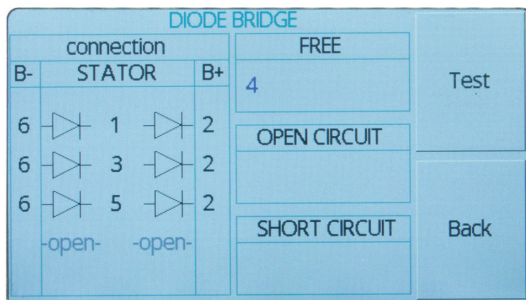 DIODE BRIDGE
connection
B- STATOR B+
6 1 2
6 3 2
6 5 2
-open- -open-
FREE
4
OPEN CIRCUIT
SHORT CIRCUIT
Test
Back